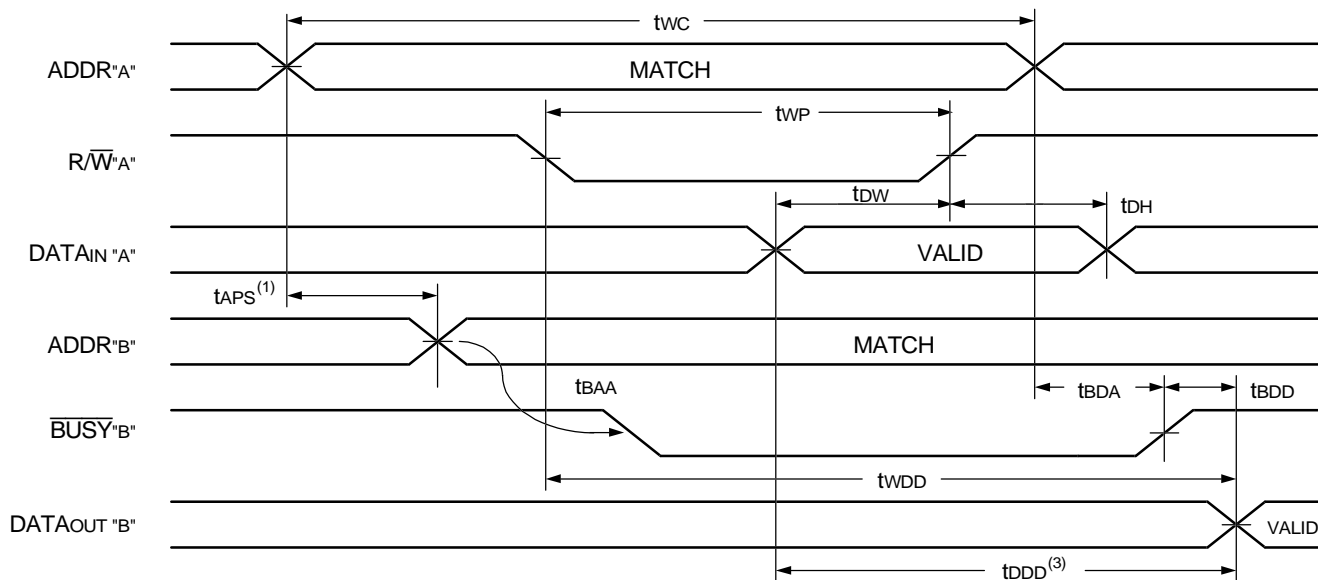 tWC
ADDR"A"
MATCH
tWP
R/W̅"A"
tDW
tDH
DATAIN "A"
VALID
tAPS(1)
ADDR"B"
MATCH
tBAA
tBDA
tBDD
B̅U̅S̅Y̅"B"
tWDD
DATAOUT "B"
VALID
tDDD(3)